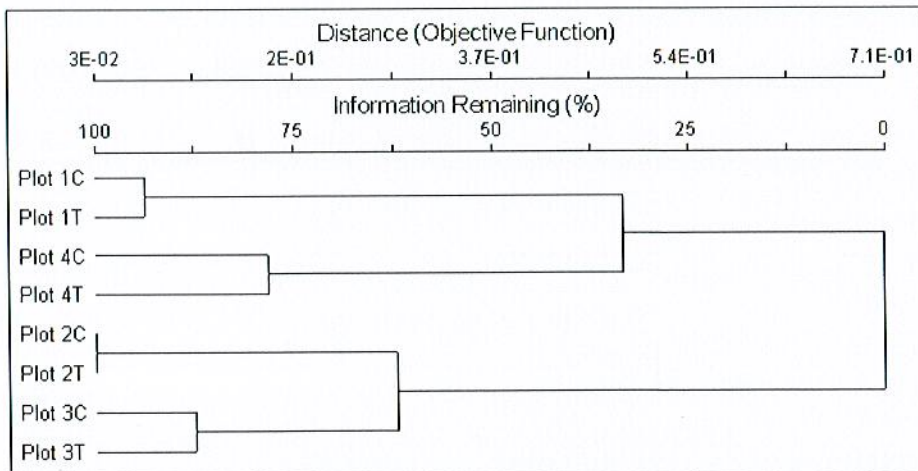 Distance (Objective Function)
3E-02 2E-01 3.7E-01 5.4E-01 7.1E-01
Information Remaining (%)
100 75 50 25 0
Plot 1C
Plot 1T
Plot 4C
Plot 4T
Plot 2C
Plot 2T
Plot 3C
Plot 3T